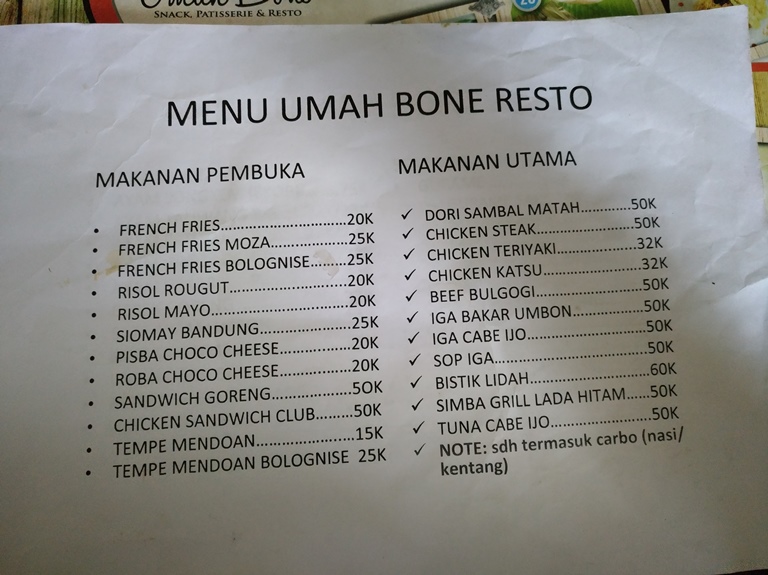 SNACK, PATISSERIE & RESTO
MENU UMAH BONE RESTO
MAKANAN PEMBUKA
FRENCH FRIES..............................20K
FRENCH FRIES MOZA...................25K
FRENCH FRIES BOLOGNISE.........25K
RISOL ROUGUT.............................20K
RISOL MAYO.................................20K
SIOMAY BANDUNG......................25K
PISBA CHOCO CHEESE.................20K
ROBA CHOCO CHEESE.................20K
SANDWICH GORENG...................50K
CHICKEN SANDWICH CLUB.........50K
TEMPE MENDOAN.......................15K
TEMPE MENDOAN BOLOGNISE 25K
MAKANAN UTAMA
DORI SAMBAL MATAH.............50K
CHICKEN STEAK.........................50K
CHICKEN TERIYAKI.....................32K
CHICKEN KATSU........................32K
BEEF BULGOGI...........................50K
IGA BAKAR UMBON.................50K
IGA CABE IJO.............................50K
SOP IGA.....................................50K
BISTIK LIDAH..............................60K
SIMBA GRILL LADA HITAM.....50K
TUNA CABE IJO........................50K
NOTE: sdh termasuk carbo (nasi/
kentang)